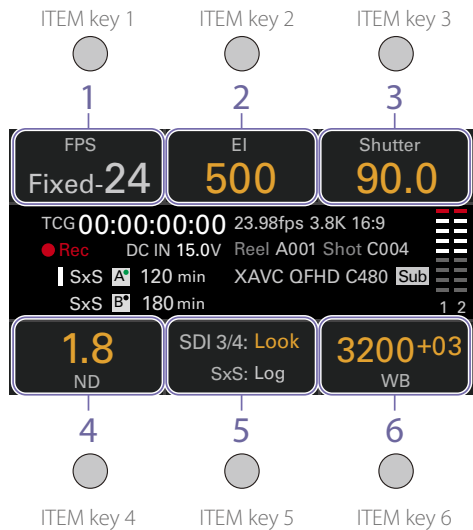 ITEM key 1 ITEM key 2 ITEM key 3
1 2 3
FPS EI Shutter
Fixed-24 500 90.0
TCG 00:00:00:00 23.98fps 3.8K 16:9
Rec DC IN 15.0V Reel A001 Shot C004
SxS A 120 min XAVC QFHD C480 Sub
SxS B 180 min 1 2
1.8 SDI 3/4: Look 3200+03
ND SxS: Log WB
4 5 6
ITEM key 4 ITEM key 5 ITEM key 6